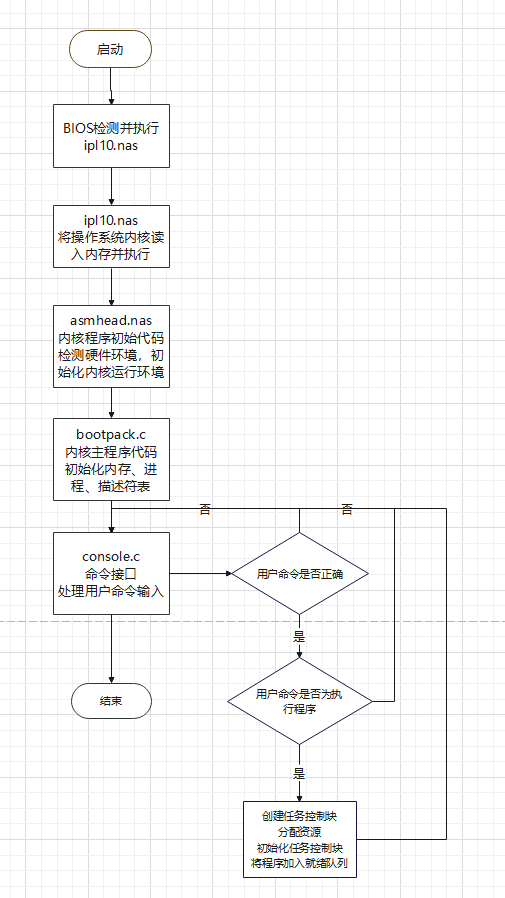 启动
BIOS检测并执行
ipl10.nas
ipl10.nas
将操作系统内核读
入内存并执行
asmhead.nas
内核程序初始代码
检测硬件环境，初
始化内核运行环境
bootpack.c
内核主程序代码
初始化内存、进
程、描述符表
否
否
console.c
命令接口
处理用户命令输入
用户命令是否正确
是
结束
用户命令是否为执
行程序
是
创建任务控制块
分配资源
初始化任务控制块
将程序加入就绪队列